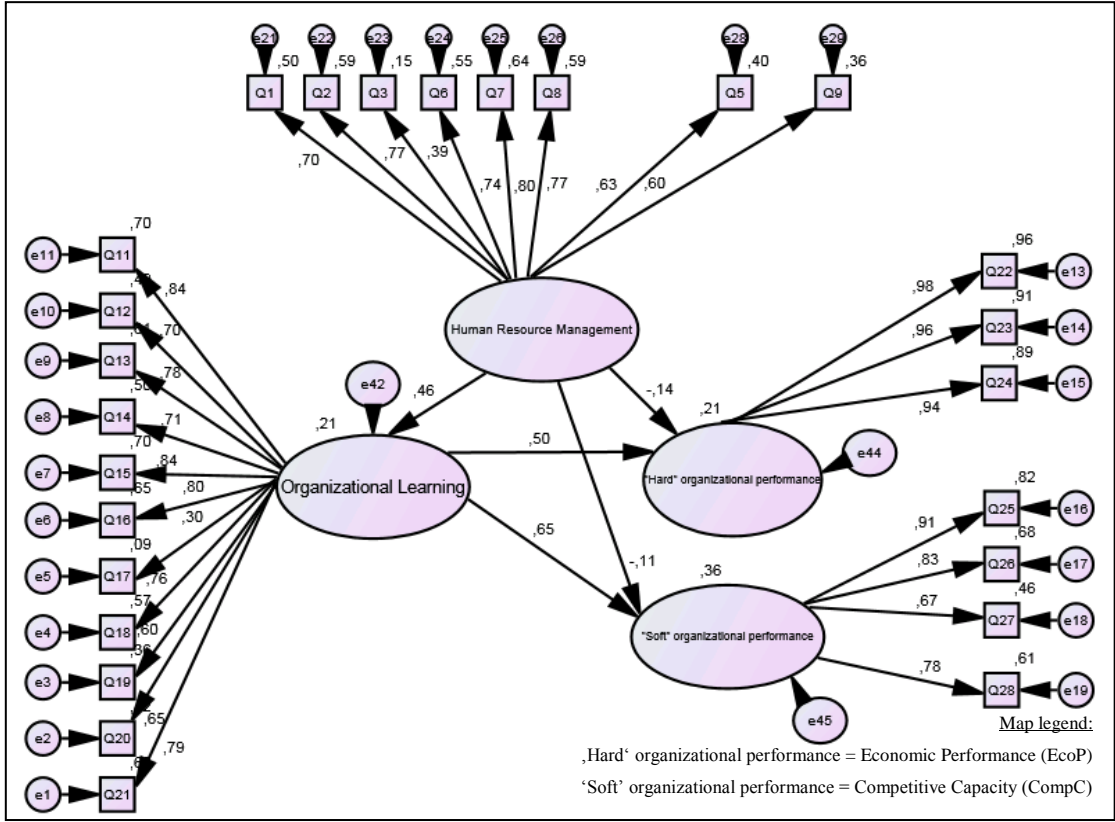 e21 e22 e23 e24 e25 e26 e28 e29
,50 ,59 ,15 ,55 ,64 ,59 ,40 ,36
Q1 Q2 Q3 Q6 Q7 Q8 Q5 Q9
,70 ,77 ,39 ,74 ,80 ,77 ,63 ,60
Human Resource Management
,46 -,14 -,11
e42
,21
Organizational Learning
,50
,65
,70
e11 Q11 ,84
e10 Q12 ,70
e9 Q13 ,78
e8 Q14 ,71
,70
e7 Q15 ,84
,65
e6 Q16 ,80
,30
,09
e5 Q17 ,76
,57
e4 Q18 ,60
e3 Q19
,65
e2 Q20
,79
e1 Q21
,96
,98 Q22 e13
,91
,96 Q23 e14
,89
,94 Q24 e15
,21
"Hard" organizational performance
e44
,82
,91 Q25 e16
,68
,83 Q26 e17
,46
,67 Q27 e18
,61
,78 Q28 e19
,36
"Soft" organizational performance
e45
Map legend:
‚Hard‘ organizational performance = Economic Performance (EcoP)
‘Soft’ organizational performance = Competitive Capacity (CompC)